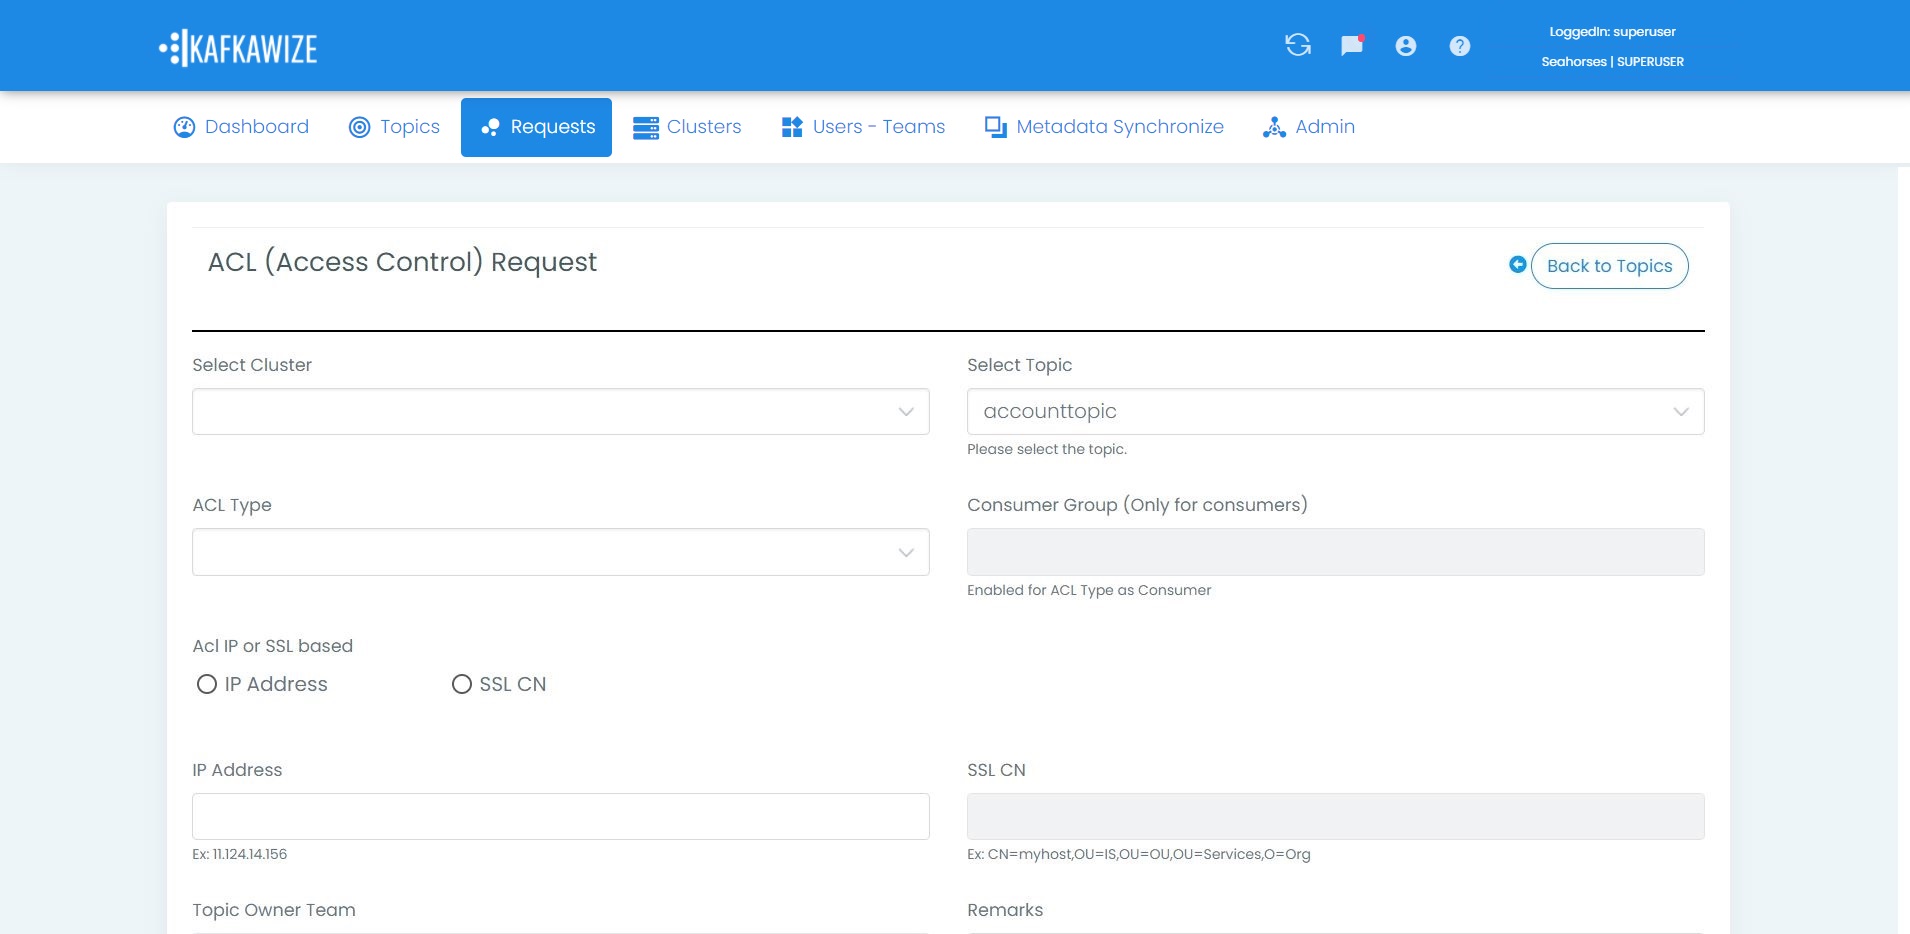 KAFKAWIZE
LoggedIn: superuser
Seahorses | SUPERUSER
Dashboard
Topics
Requests
Clusters
Users - Teams
Metadata Synchronize
Admin
ACL (Access Control) Request
Back to Topics
Select Cluster
Select Topic
accounttopic
Please select the topic.
ACL Type
Consumer Group (Only for consumers)
Enabled for ACL Type as Consumer
Acl IP or SSL based
IP Address
SSL CN
IP Address
SSL CN
Ex: 11.124.14.156
Ex: CN=myhost,OU=IS,OU=OU,OU=Services,O=Org
Topic Owner Team
Remarks